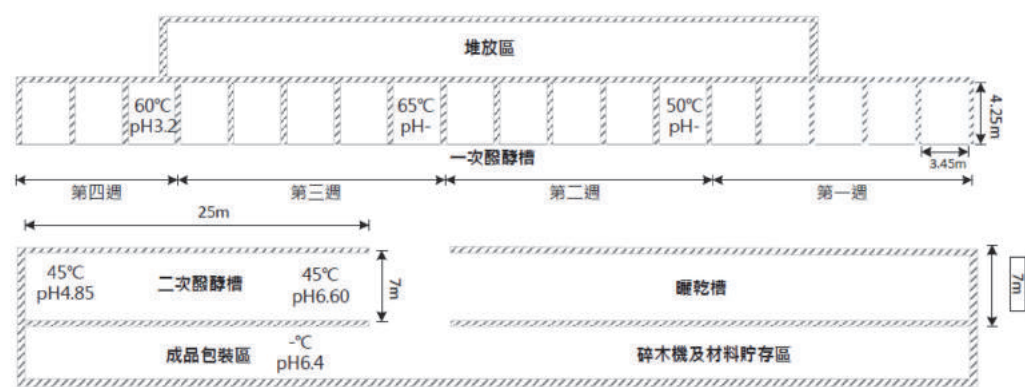 堆放區
60℃
pH3.2
65℃
pH-
50℃
pH-
4.25m
一次醱酵槽
3.45m
第四週
第三週
第二週
第一週
25m
45℃
pH4.85
二次醱酵槽
45℃
pH6.60
7m
曬乾槽
7m
成品包裝區
-℃
pH6.4
碎木機及材料貯存區